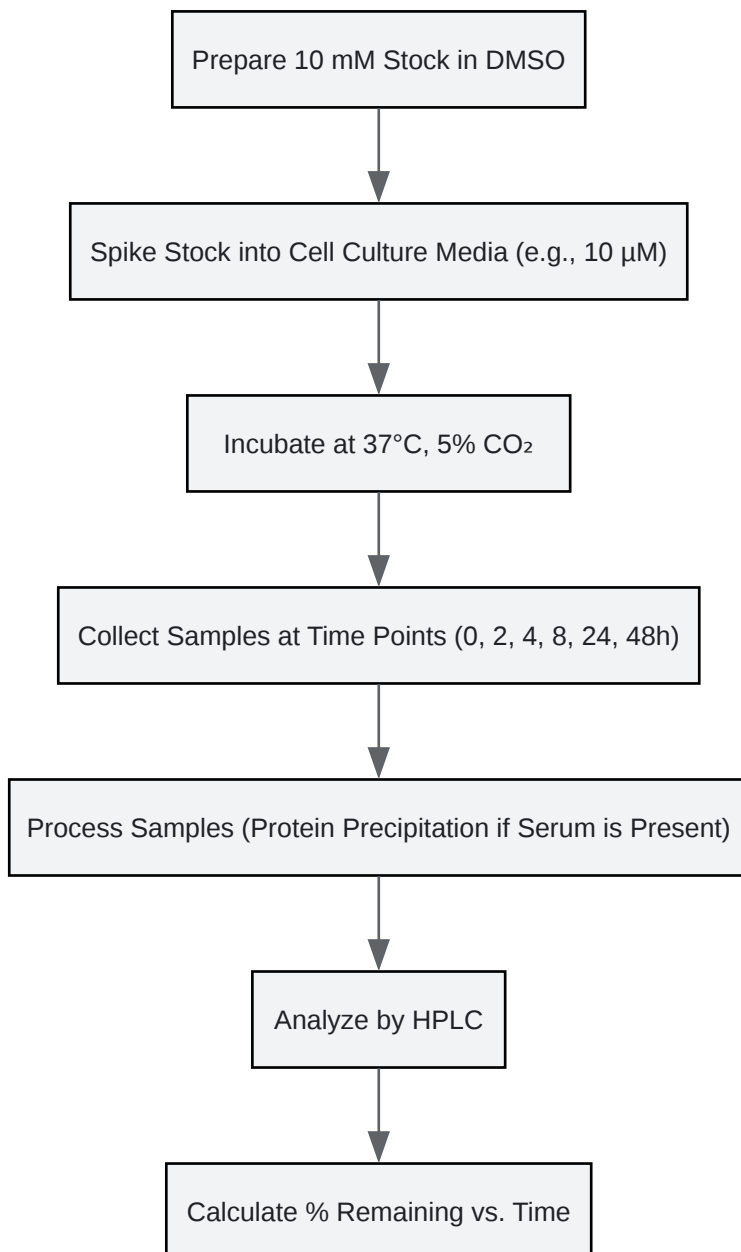 Prepare 10 mM Stock in DMSO
Spike Stock into Cell Culture Media (e.g., 10 µM)
Incubate at 37°C, 5% CO₂
Collect Samples at Time Points (0, 2, 4, 8, 24, 48h)
Process Samples (Protein Precipitation if Serum is Present)
Analyze by HPLC
Calculate % Remaining vs. Time